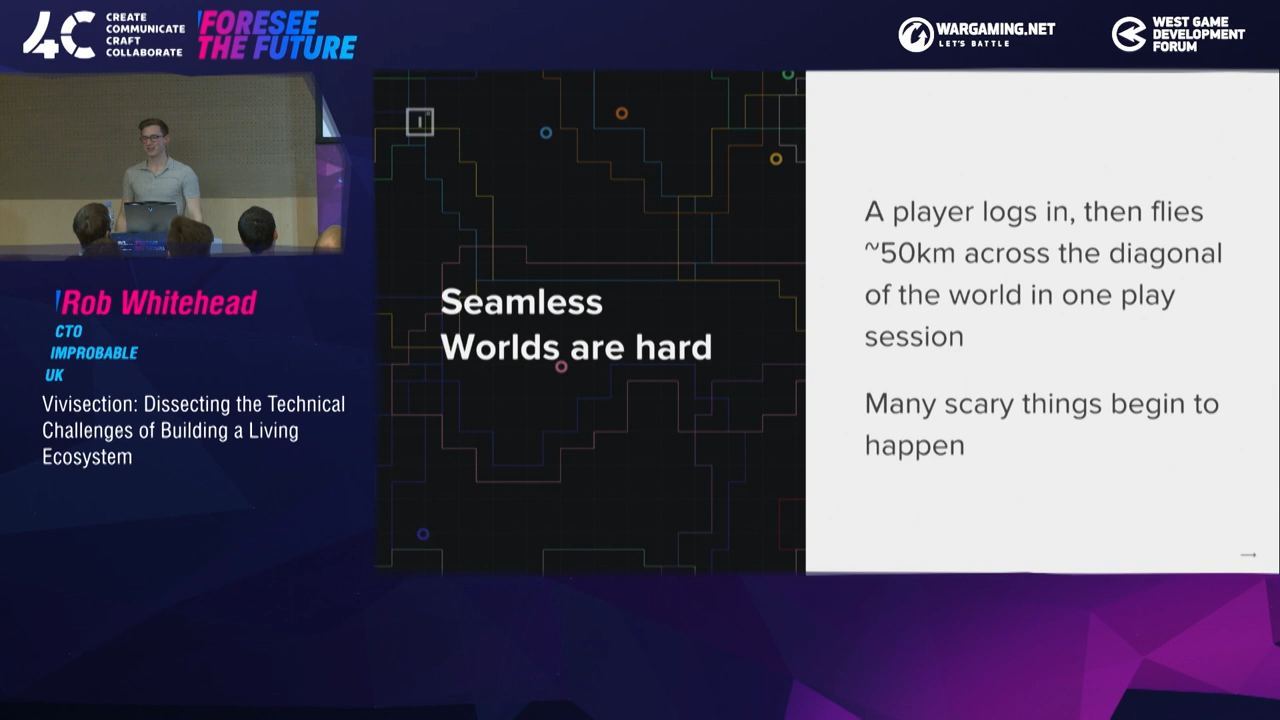 4C
CREATE
COMMUNICATE
CRAFT
COLLABORATE
FORESEE
THE FUTURE
WARGAMING.NET
LET'S BATTLE
WEST GAME
DEVELOPMENT
FORUM
Rob Whitehead
CTO
IMPROBABLE
UK
Vivisection: Dissecting the Technical
Challenges of Building a Living
Ecosystem
Seamless
Worlds are hard
A player logs in, then flies
~50km across the diagonal
of the world in one play
session
Many scary things begin to
happen